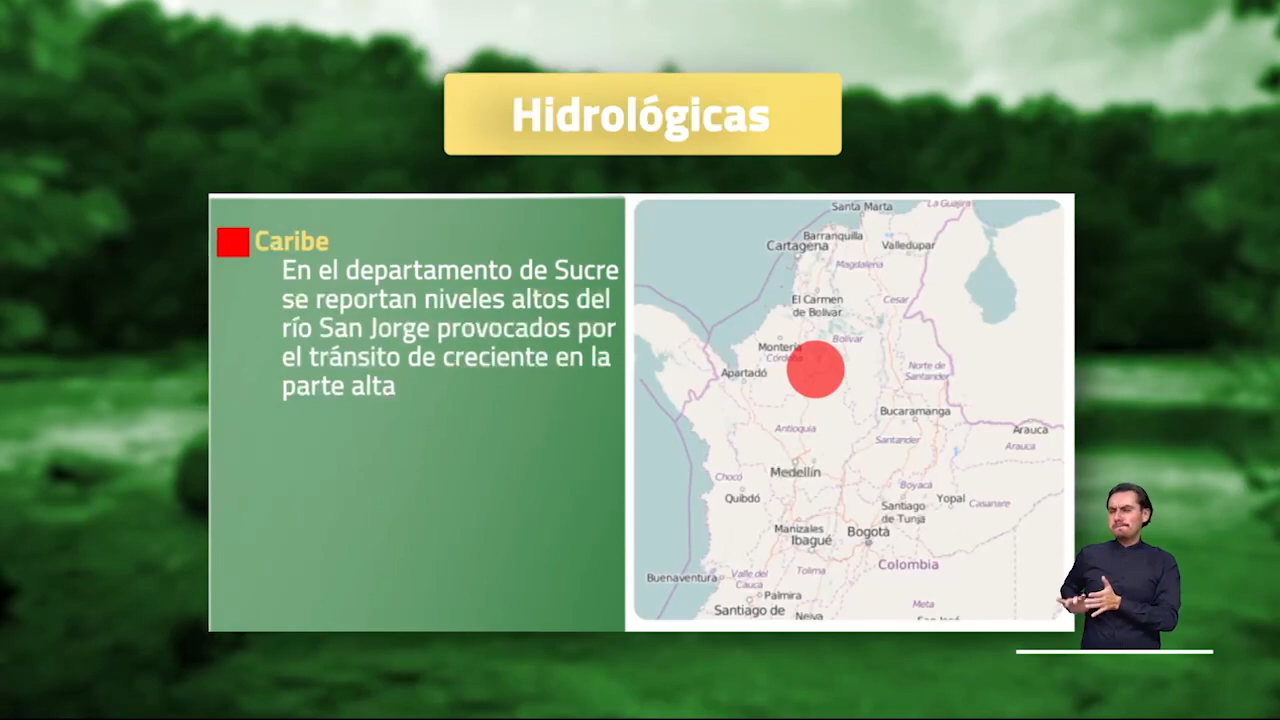 Hidrológicas
Caribe
En el departamento de Sucre
se reportan niveles altos del
río San Jorge provocados por
el tránsito de creciente en la
parte alta
Santa Marta
La Guajira
Barranquilla
Cartagena
Valledupar
Magdalena
El Carmen
de Bolívar
Cesar
Bolívar
Montería
Córdoba
Apartadó
Norte de
Santander
Bucaramanga
Arauca
Antioquia
Santander
Arauca
Medellín
Chocó
Boyacá
Quibdó
Yopal
Casanare
Santiago
de Tunja
Manizales
Ibagué
Bogotá
Colombia
Buenaventura
Valle del
Cauca
Tolima
Palmira
Santiago de
Meta
Neiva